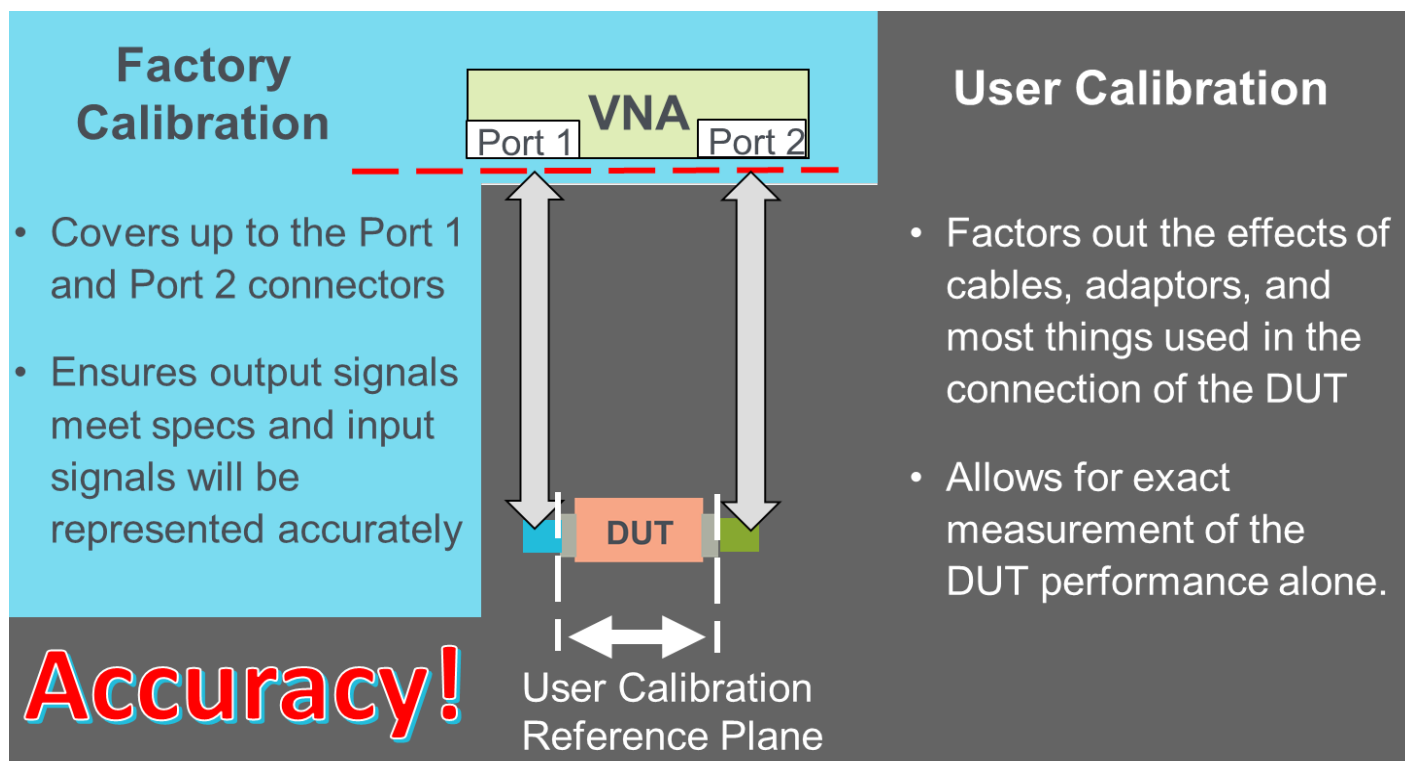 Factory
Calibration
• Covers up to the Port 1
and Port 2 connectors
• Ensures output signals
meet specs and input
signals will be
represented accurately
Accuracy!
VNA
Port 1
Port 2
DUT
User Calibration
Reference Plane
User Calibration
• Factors out the effects of
cables, adaptors, and
most things used in the
connection of the DUT
• Allows for exact
measurement of the
DUT performance alone.